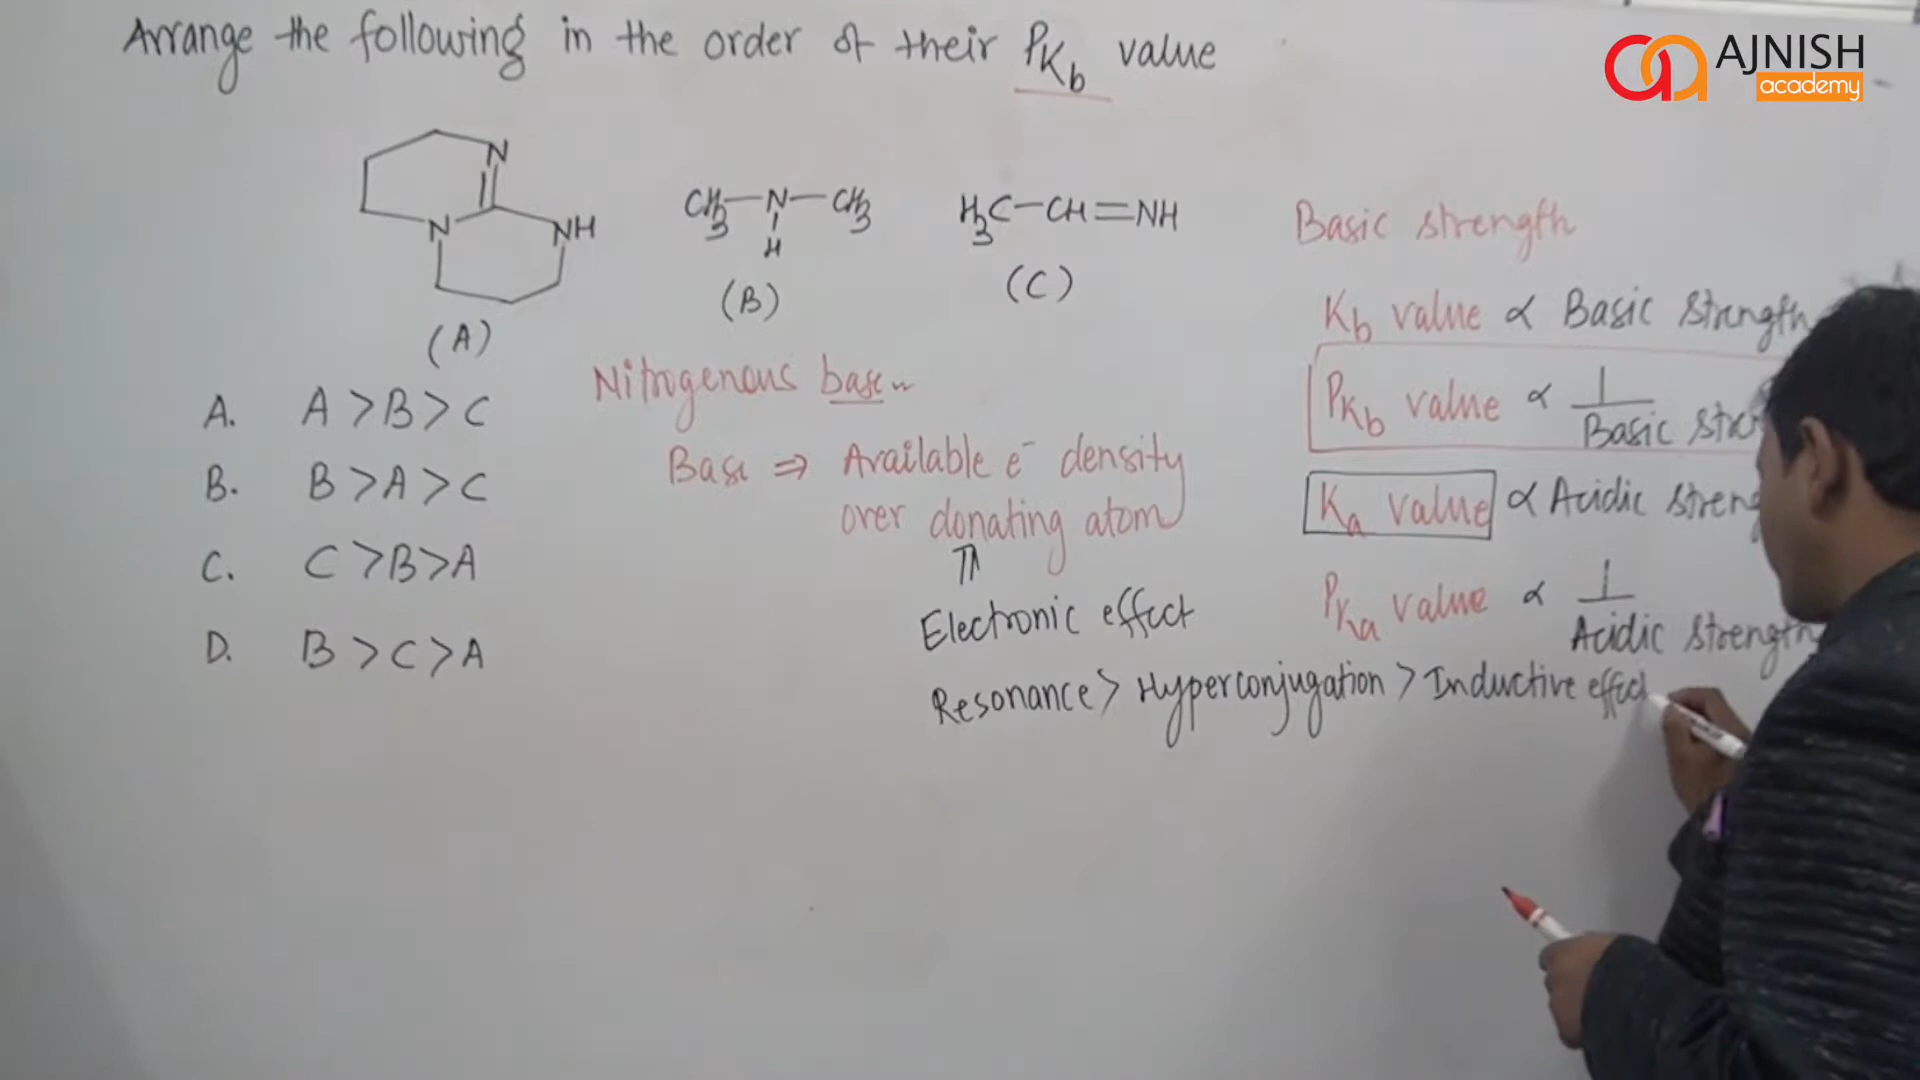 Arrange the following in the order of their PKb value
AJNISH
academy
N
N
NH
(A)
CH3—N—CH3
H
(B)
H3C—CH=NH
(C)
Basic strength
Kb value ∝ Basic strength
PKb value ∝ 1
Basic
Ka value ∝ Acidic
PKa value ∝ 1
Acidic strength
Nitrogenous base
Base ⇒ Available e⁻ density
over donating atom
Electronic effect
Resonance > Hyperconjugation > Inductive effect
A. A > B > C
B. B > A > C
C. C > B > A
D. B > C > A